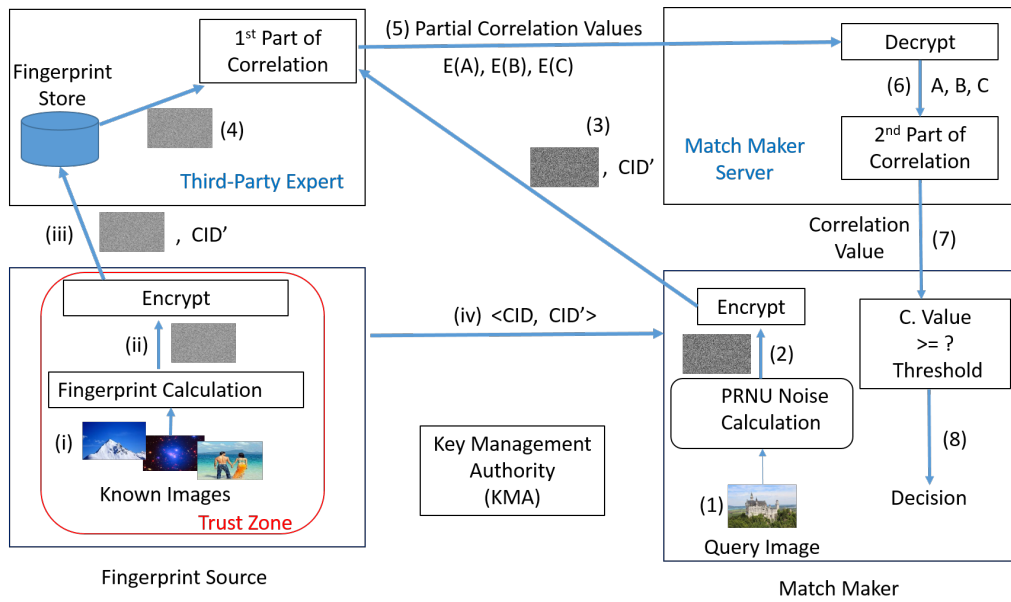 1st Part of
Correlation
Fingerprint
Store
(4)
Third-Party Expert
(5) Partial Correlation Values
E(A), E(B), E(C)
(3)
, CID’
Decrypt
(6) A, B, C
2nd Part of
Correlation
Match Maker
Server
(iii)
, CID’
Correlation
Value
(7)
Encrypt
(ii)
Fingerprint Calculation
(i)
Known Images
Trust Zone
Fingerprint Source
(iv) <CID, CID’>
Key Management
Authority
(KMA)
Encrypt
(2)
PRNU Noise
Calculation
(1)
Query Image
C. Value
>= ?
Threshold
(8)
Decision
Match Maker